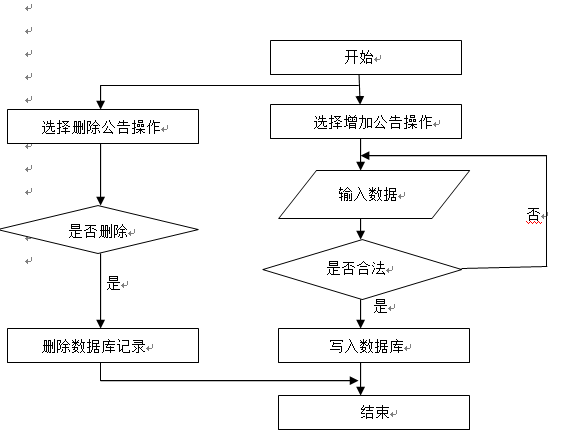 开始
选择删除公告操作
选择增加公告操作
输入数据
否
是否删除
是否合法
是
是
删除数据库记录
写入数据库
结束